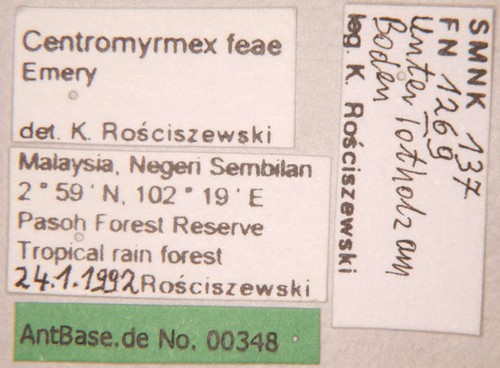 Centromyrmex feae
Emery
det. K. Rościszewski
Malaysia, Negeri Sembilan
2°59'N, 102°19'E
Pasoh Forest Reserve
Tropical rain forest
24.1.1992 Rościszewski
AntBase.de No. 00348
SMNK 137
FN 1269
unter Totholz am
Boden
leg. K. Rościszewski